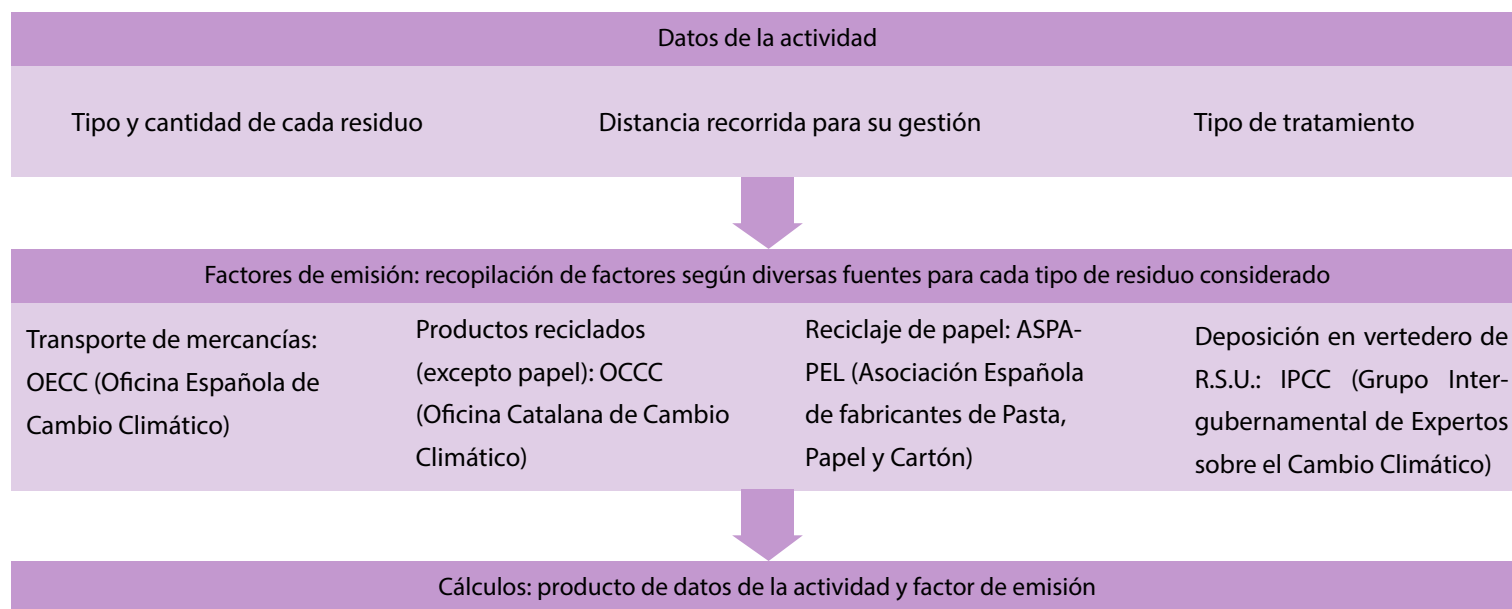 Datos de la actividad
Tipo y cantidad de cada residuo
Distancia recorrida para su gestión
Tipo de tratamiento
Factores de emisión: recopilación de factores según diversas fuentes para cada tipo de residuo considerado
Transporte de mercancías:
OECC (Oficina Española de
Cambio Climático)
Productos reciclados
(excepto papel): OCCC
(Oficina Catalana de Cambio
Climático)
Reciclaje de papel: ASPA-
PEL (Asociación Española
de fabricantes de Pasta,
Papel y Cartón)
Deposición en vertedero de
R.S.U.: IPCC (Grupo Inter-
gubernamental de Expertos
sobre el Cambio Climático)
Cálculos: producto de datos de la actividad y factor de emisión